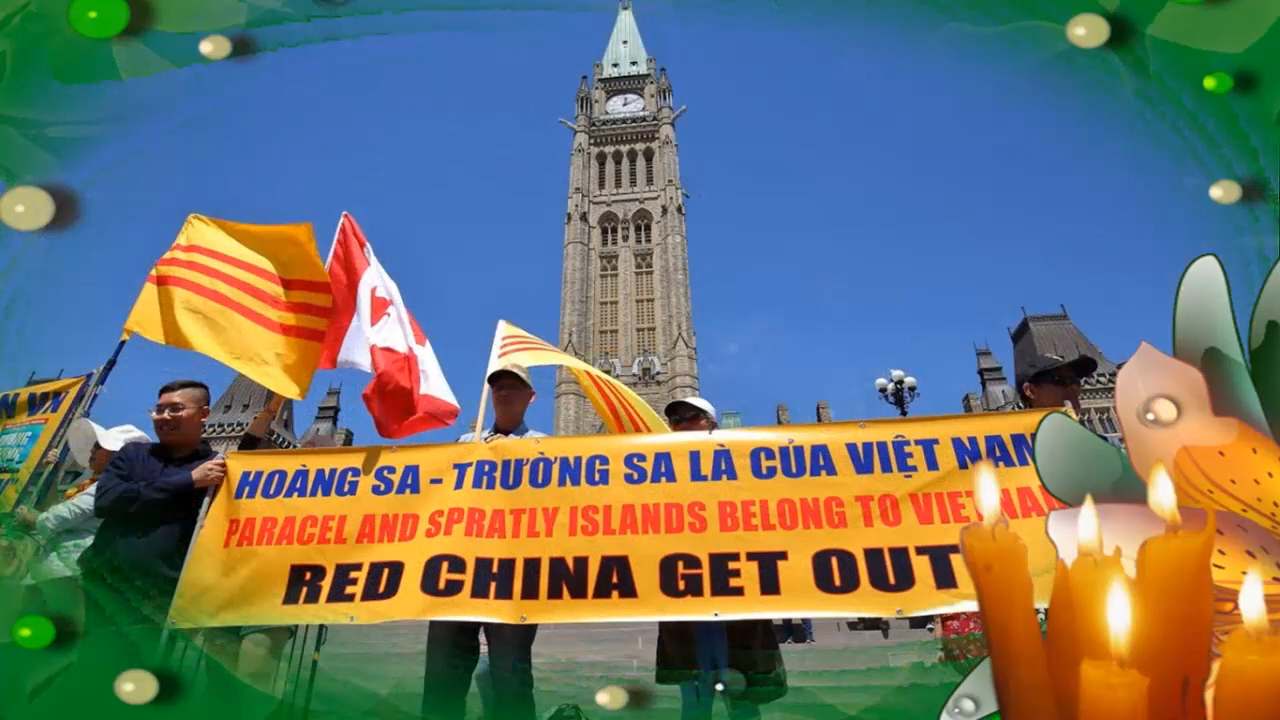 HOÀNG SA - TRƯỜNG SA LÀ CỦA VIỆT NAM
PARACEL AND SPRATLY ISLANDS BELONG TO VIETNAM
RED CHINA GET OUT